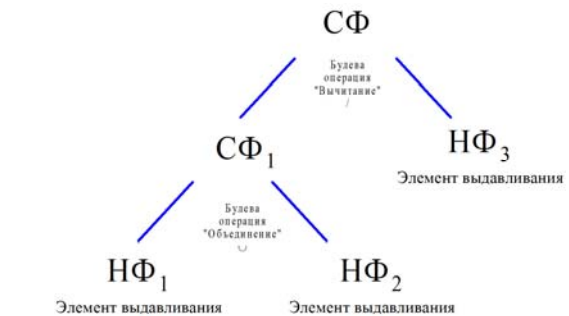 СФ
Булева
операция
"Вычитание"
/
СФ₁
НФ₃
Элемент выдавливания
Булева
операция
"Объединение"
∪
НФ₁
НФ₂
Элемент выдавливания
Элемент выдавливания